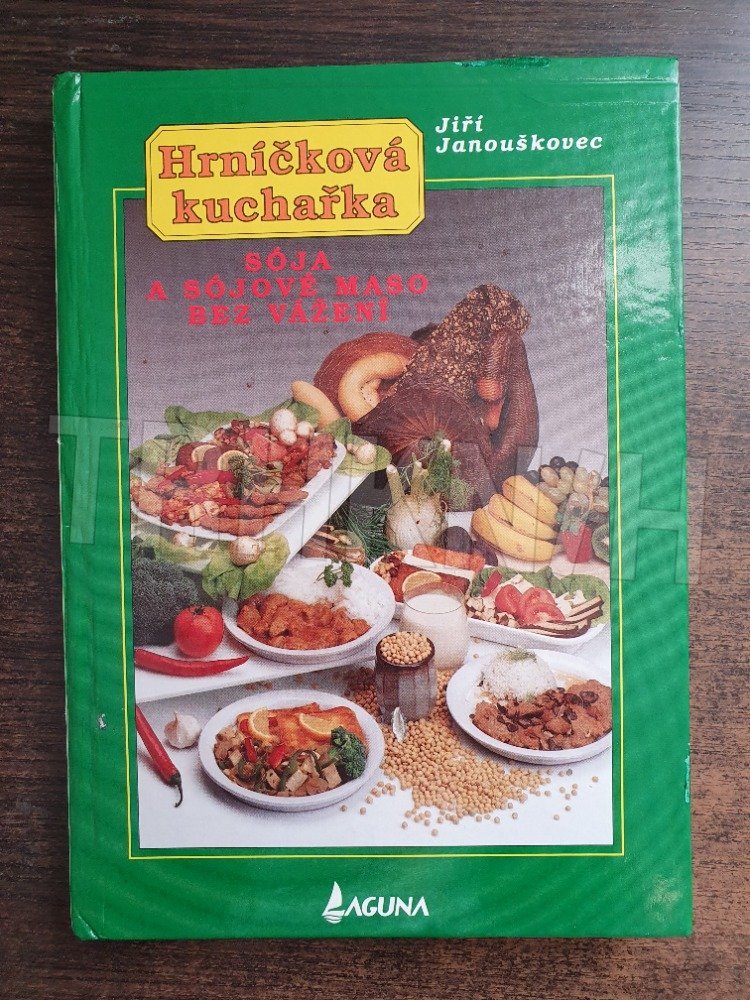 Jiří
Janouškovec
Hrníčková
kuchařka
SÓJA
A SÓJOVÉ MASO
BEZ VÁŽENÍ
LAGUNA